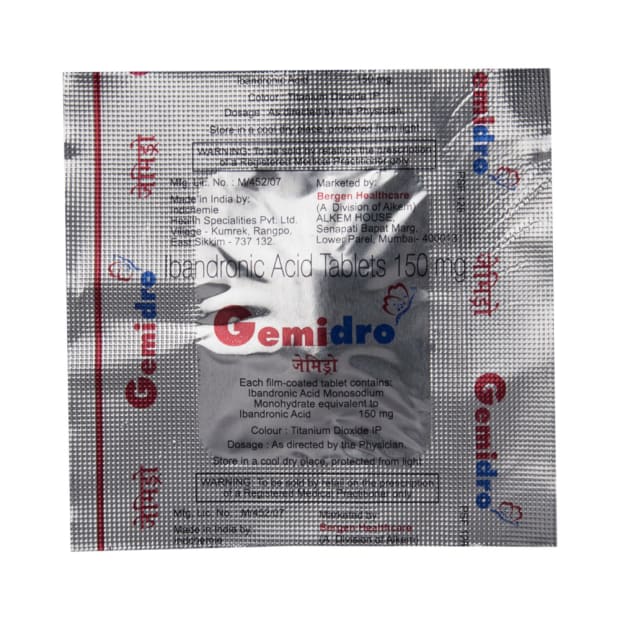 Ibandronic Acid 150 mg
Colour : Titanium Dioxide IP
Dosage : As directed by the Physician.
Store in a cool dry place, protected from light.
WARNING: To be sold by retail on the prescription
of a Registered Medical Practitioner only
Mfg. Lic. No. : M/452/07
Made in India by:
Indchemie
Health Specialities Pvt. Ltd.
Village - Kumrek, Rangpo,
East Sikkim - 737 132.
Marketed by:
Bergen Healthcare
(A Division of Alkem)
ALKEM HOUSE,
Senapati Bapat Marg,
Lower Parel, Mumbai- 400013
Ibandronic Acid Tablets 150 mg
Gemidro
जेमिड्रो
Each film-coated tablet contains:
Ibandronic Acid Monosodium
Monohydrate equivalent to
Ibandronic Acid 150 mg
Colour : Titanium Dioxide IP
Dosage : As directed by the Physician.
Store in a cool dry place, protected from light.
WARNING: To be sold by retail on the prescription
of a Registered Medical Practitioner only
Mfg. Lic. No. : M/452/07
Made in India by:
Indchemie
Marketed by
Bergen Healthcare
(A Division of Alkem)
जेमिड्रो
Gemidro
जेमिड्रो
emidro
जेमिड्रो
Gemidro